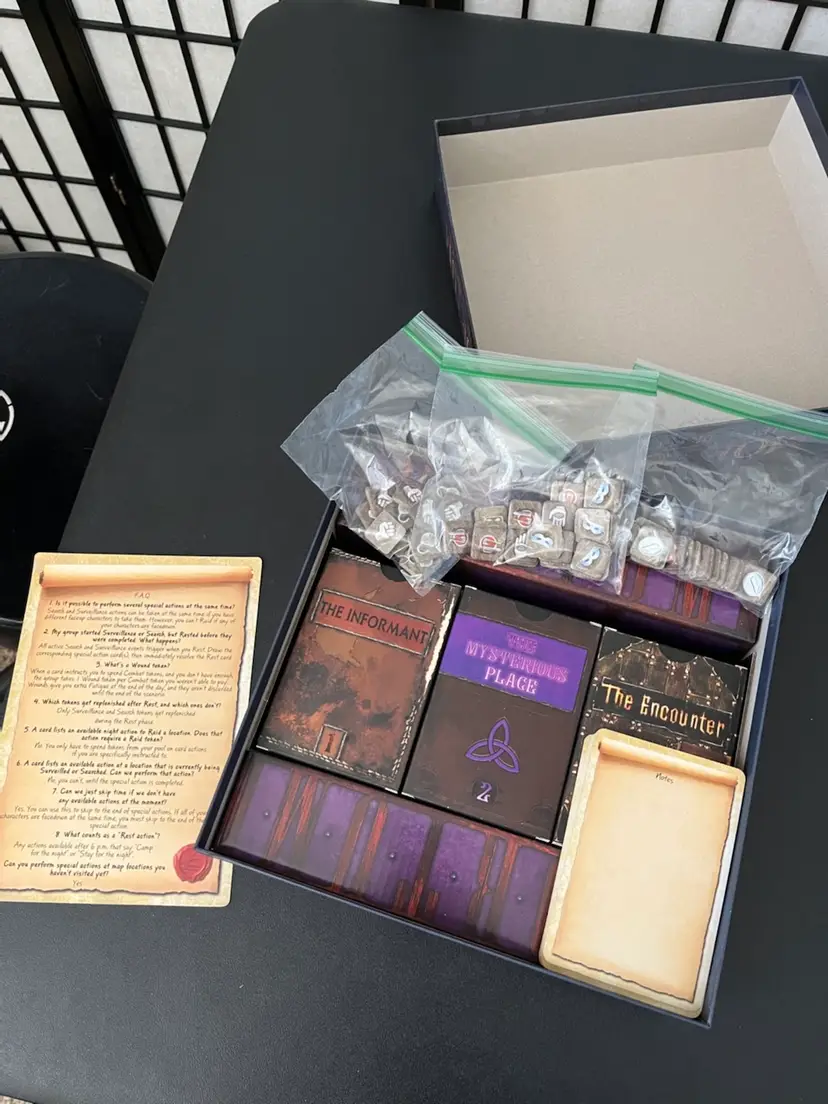 F.A.Q
1. Is it possible to perform several special actions at the same time?
Search and Surveillance actions can be taken at the same time if you have
different faceup characters to take them. However, you can't Raid if any of
your characters are facedown.
2. My group started Surveillance or Search, but Rested before they
were completed. What happens?
All active Search and Surveillance events trigger when you Rest. Draw the
corresponding special action card(s), then immediately resolve the Rest card
3. What's a Wound token?
When a card instructs you to spend Combat tokens, and you don't have enough,
the group takes 1 Wound token per Combat token you weren't able to pay.
Wounds give you extra Fatigue at the end of the day, and they aren't discarded
until the end of the scenario.
4. Which tokens get replenished after Rest, and which ones don't?
Only Surveillance and Search tokens get replenished
during the Rest phase
5. A card lists an available night action to Raid a location. Does that
action require a Raid token?
No. You only have to spend tokens from your pool on card actions
if you are specifically instructed to.
6. A card lists an available action at a location that is currently being
Surveilled or Searched. Can we perform that action?
No, you can't, until the special action is completed.
7. Can we just skip time if we don't have
any available actions at the moment?
Yes. You can use this to skip to the end of special actions. If all of your
characters are facedown at the same time, you must skip to the end of the
special action.
8. What counts as a "Rest action"?
Any actions available after 6 p.m. that say "Camp
for the night" or "Stay for the night".
Can you perform special actions at map locations you
haven't visited yet?
Yes
THE INFORMANT
1
THE
MYSTERIOUS
PLACE
2
The Encounter
Notes